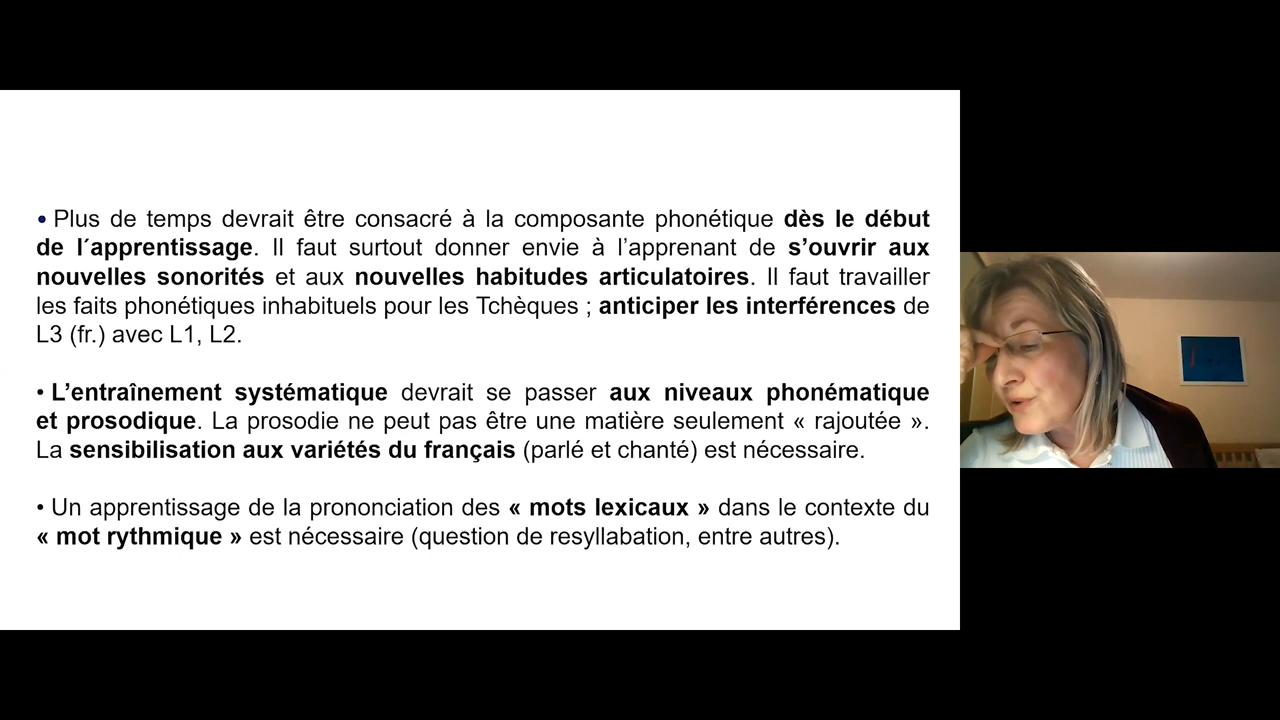 • Plus de temps devrait être consacré à la composante phonétique dès le début
de l´apprentissage. Il faut surtout donner envie à l’apprenant de s’ouvrir aux
nouvelles sonorités et aux nouvelles habitudes articulatoires. Il faut travailler
les faits phonétiques inhabituels pour les Tchèques ; anticiper les interférences de
L3 (fr.) avec L1, L2.
• L’entraînement systématique devrait se passer aux niveaux phonématique
et prosodique. La prosodie ne peut pas être une matière seulement « rajoutée ».
La sensibilisation aux variétés du français (parlé et chanté) est nécessaire.
• Un apprentissage de la prononciation des « mots lexicaux » dans le contexte du
« mot rythmique » est nécessaire (question de resyllabation, entre autres).